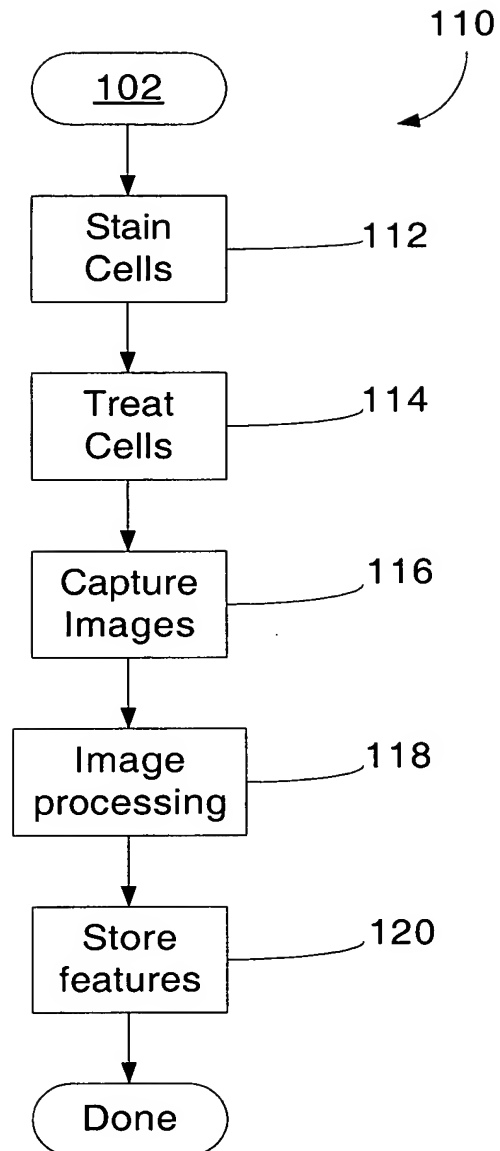 110
102
Stain
Cells
112
Treat
Cells
114
Capture
Images
116
Image
processing
118
Store
features
120
Done